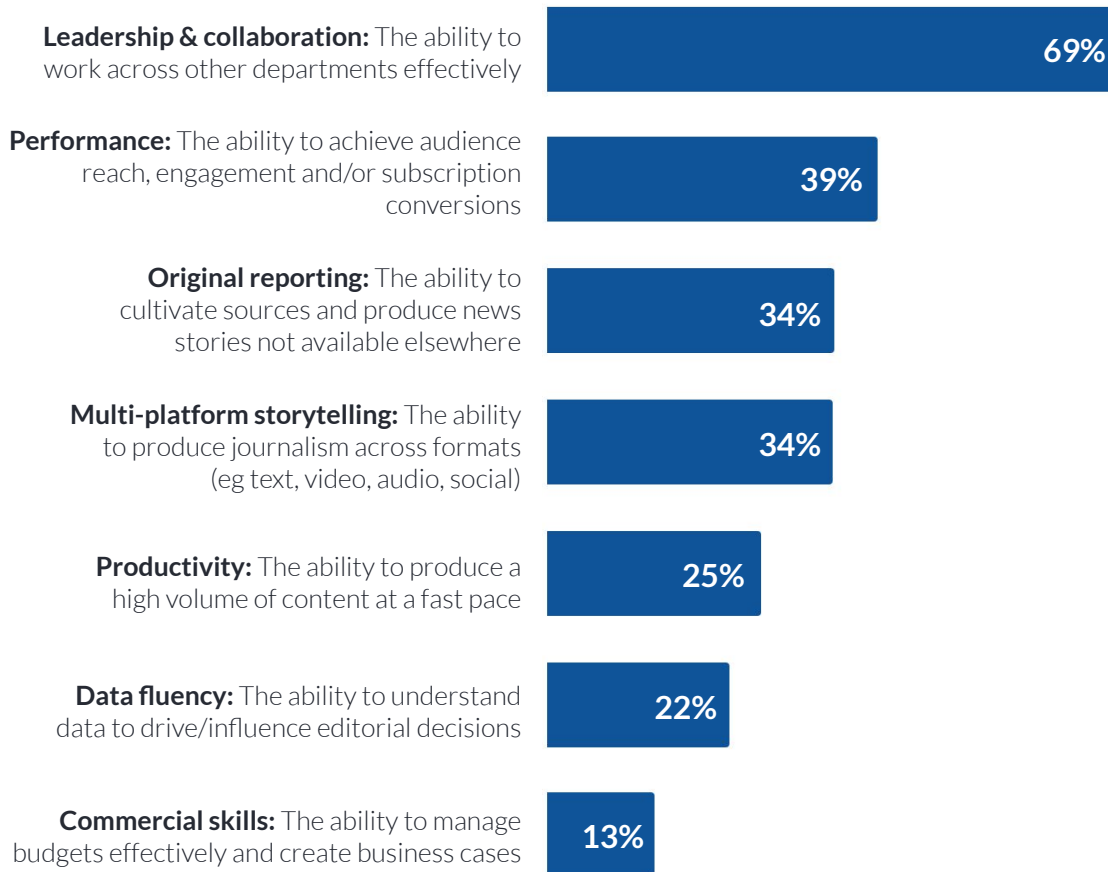 Leadership & collaboration: The ability to
work across other departments effectively
69%
Performance: The ability to achieve audience
reach, engagement and/or subscription
conversions
39%
Original reporting: The ability to
cultivate sources and produce news
stories not available elsewhere
34%
Multi-platform storytelling: The ability
to produce journalism across formats
(eg text, video, audio, social)
34%
Productivity: The ability to produce a
high volume of content at a fast pace
25%
Data fluency: The ability to understand
data to drive/influence editorial decisions
22%
Commercial skills: The ability to manage
budgets effectively and create business cases
13%